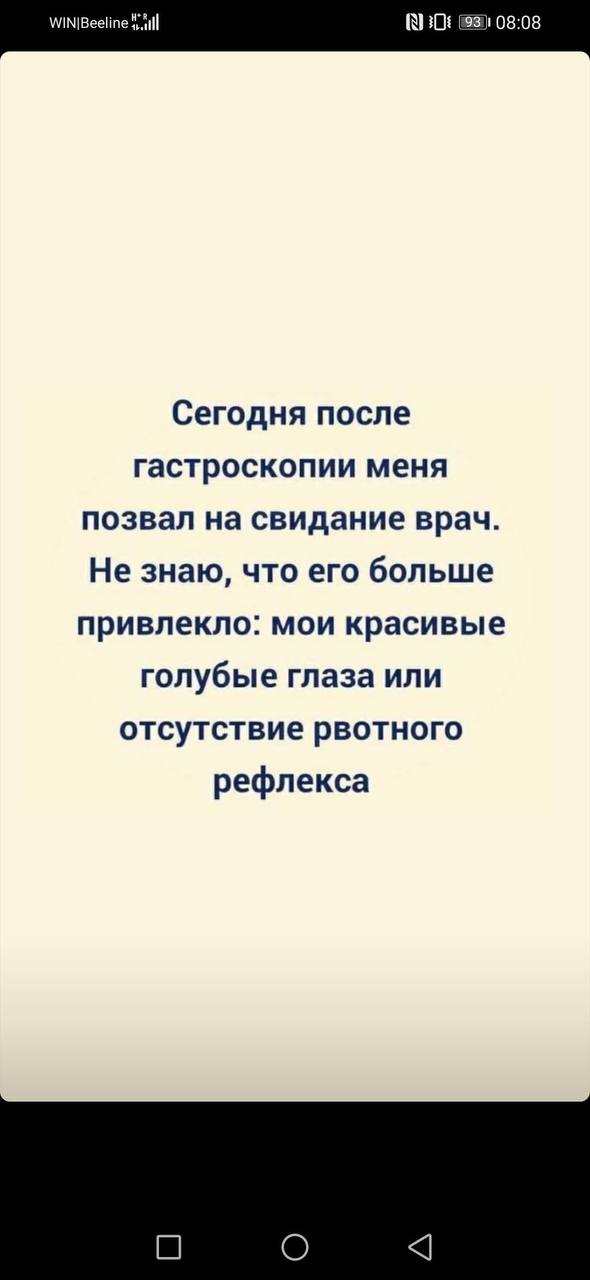 WIN|Beeline H+ R 93 08:08
Сегодня после
гастроскопии меня
позвал на свидание врач.
Не знаю, что его больше
привлекло: мои красивые
голубые глаза или
отсутствие рвотного
рефлекса